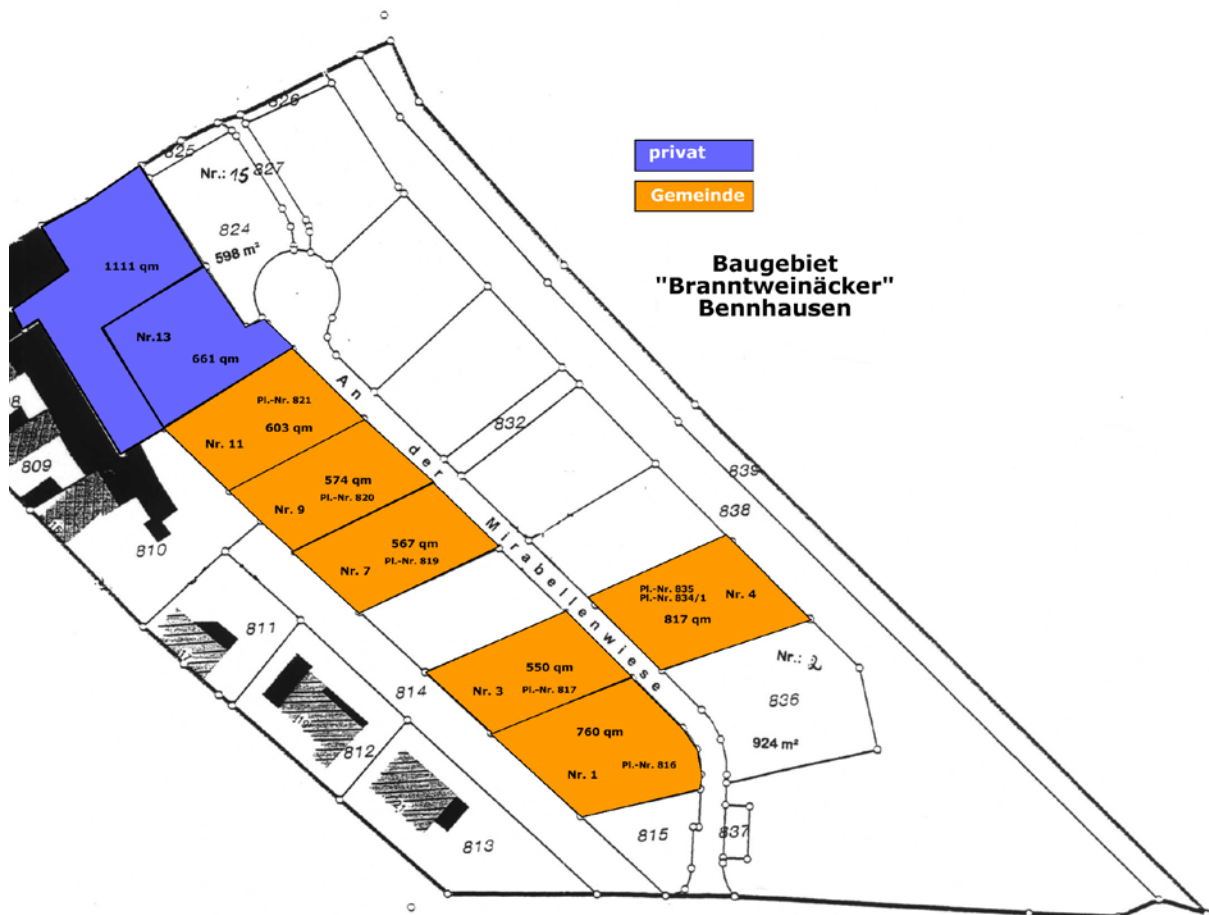 826
825
Nr.: 15 827
privat
Gemeinde
824
598 m²
Baugebiet
"Branntweinäcker"
Bennhausen
1111 qm
Nr.13
661 qm
An der Mirabellenwiese
Pl.-Nr. 821
603 qm
Nr. 11
832
809
574 qm
Pl.-Nr. 820
Nr. 9
839
838
567 qm
Pl.-Nr. 819
Nr. 7
810
Pl.-Nr. 835
Pl.-Nr. 834/1
Nr. 4
817 qm
811
Nr.: 2
550 qm
Pl.-Nr. 817
Nr. 3
814
836
760 qm
924 m²
812
Pl.-Nr. 816
Nr. 1
815
837
813